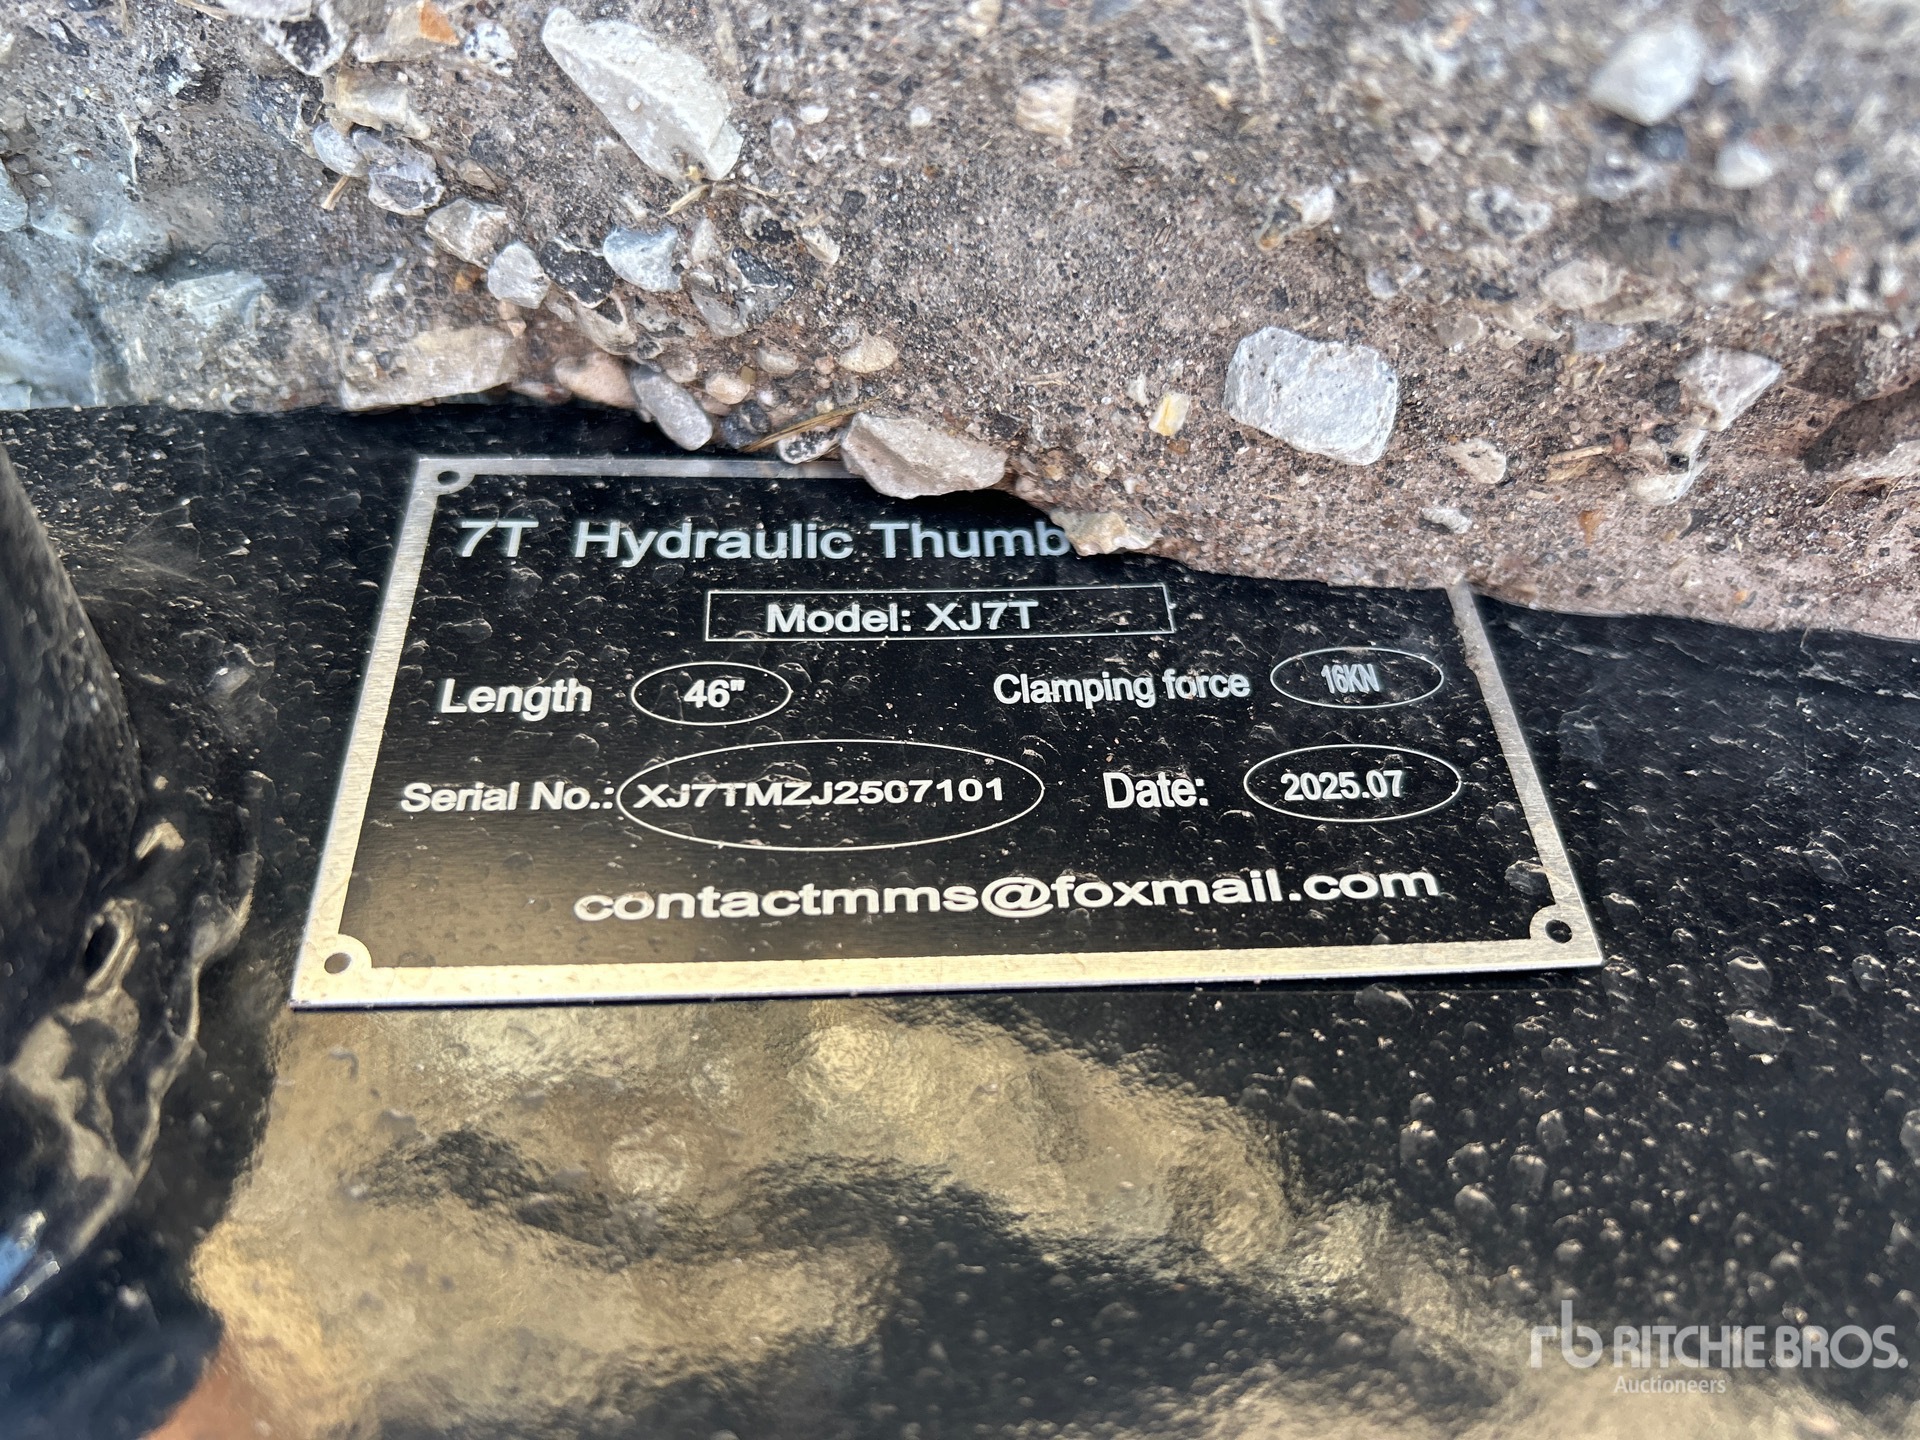 7T Hydraulic Thumb
Model: XJ7T
Length 46" Clamping force 16KN
Serial No.: XJ7TMZJ2507101 Date: 2025.07
contactmms@foxmail.com
rb RITCHIE BROS.
Auctioneers